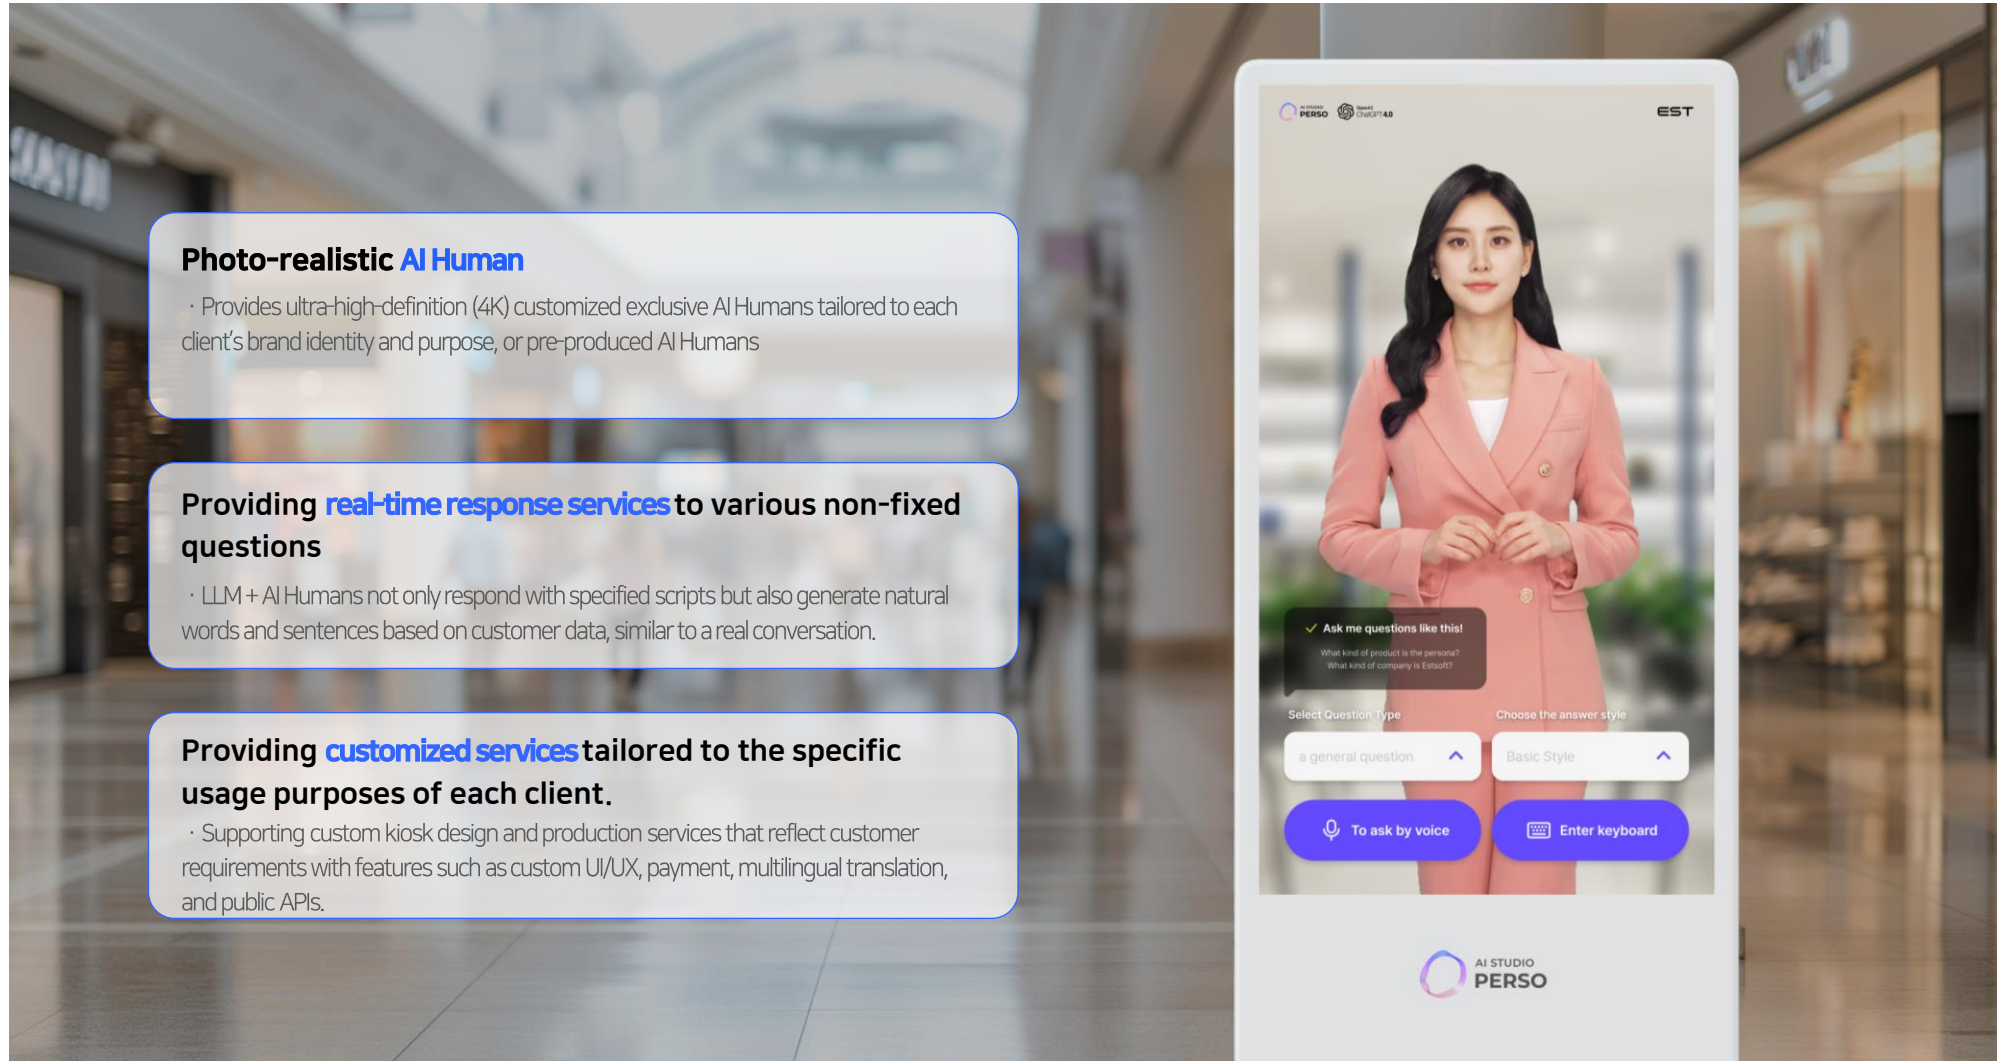 Photo-realistic AI Human
· Provides ultra-high-definition (4K) customized exclusive AI Humans tailored to each
client's brand identity and purpose, or pre-produced AI Humans
Providing real-time response services to various non-fixed
questions
· LLM + AI Humans not only respond with specified scripts but also generate natural
words and sentences based on customer data, similar to a real conversation.
Providing customized services tailored to the specific
usage purposes of each client.
· Supporting custom kiosk design and production services that reflect customer
requirements with features such as custom UI/UX, payment, multilingual translation,
and public APIs.
AI STUDIO
PERSO
OpenAI
ChatGPT 4.0
EST
Ask me questions like this!
What kind of product is the persona?
What kind of company is Estsoft?
Select Question Type
Choose the answer style
a general question
Basic Style
To ask by voice
Enter keyboard
AI STUDIO
PERSO